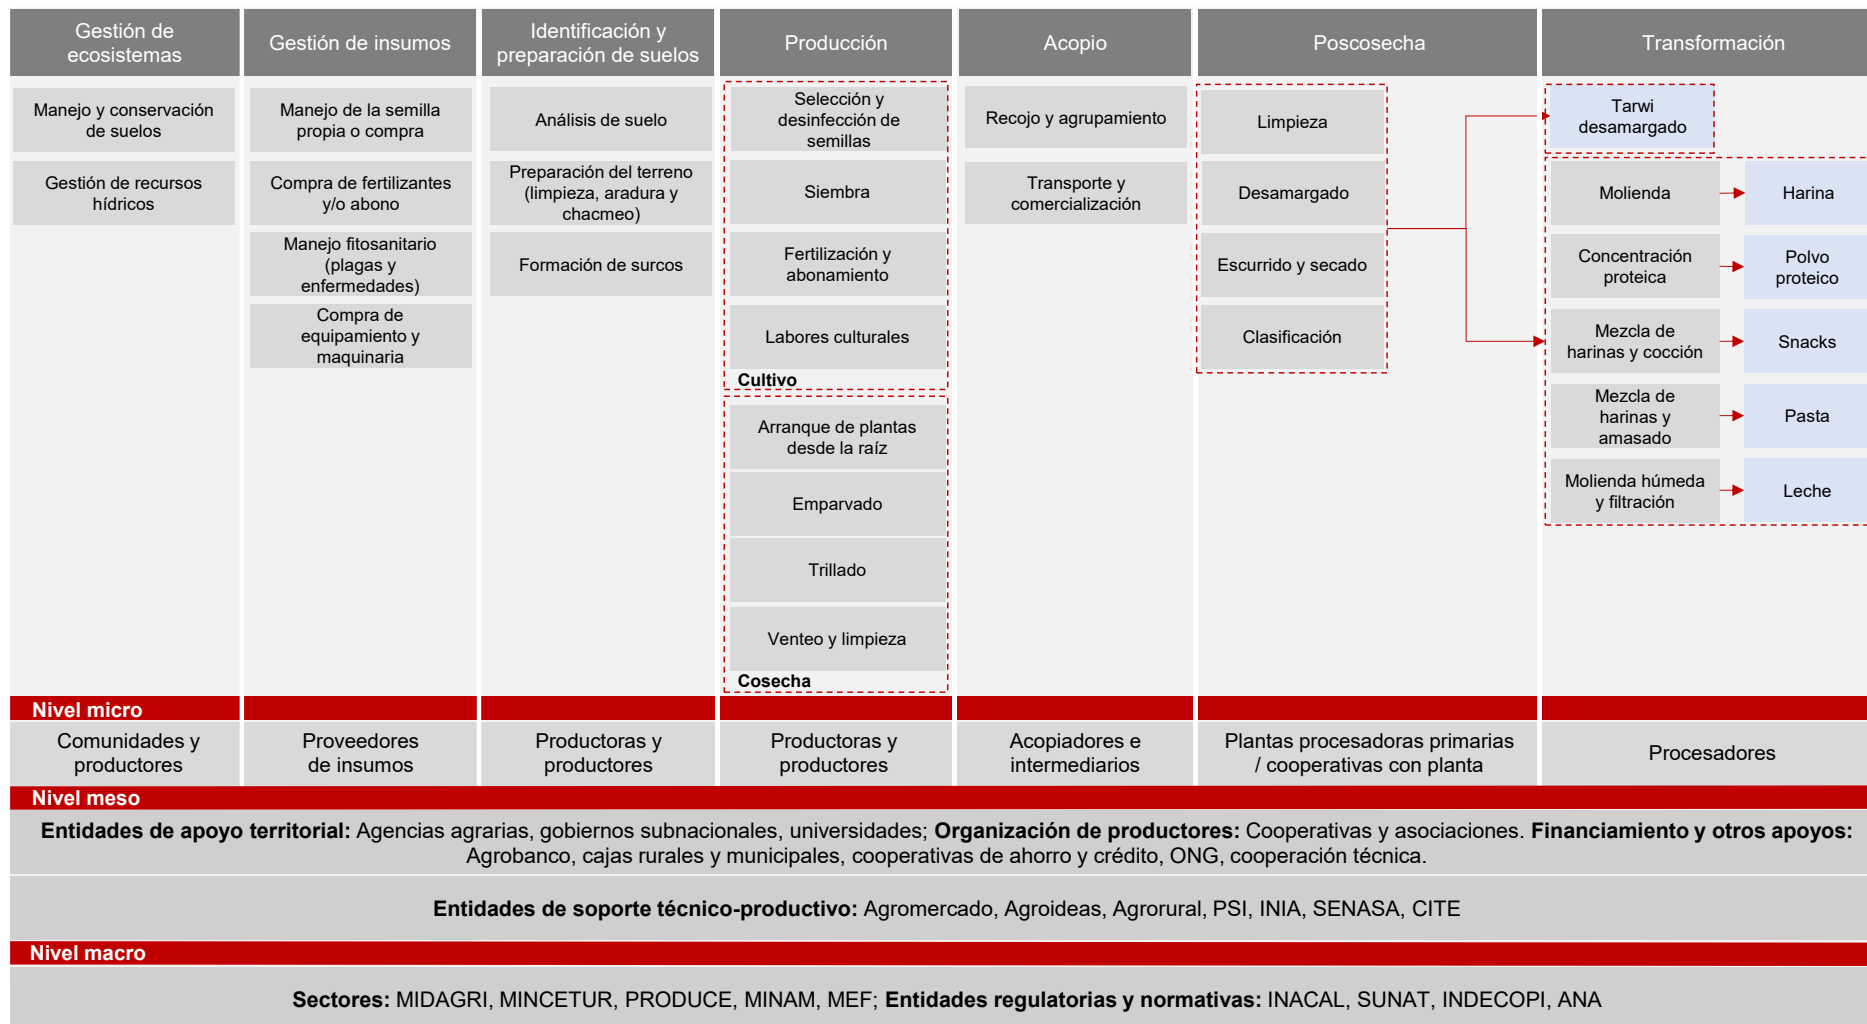 Gestión de
ecosistemas
Gestión de insumos
Identificación y
preparación de suelos
Producción
Acopio
Poscosecha
Transformación
Manejo y conservación
de suelos
Gestión de recursos
hídricos
Manejo de la semilla
propia o compra
Compra de fertilizantes
y/o abono
Manejo fitosanitario
(plagas y
enfermedades)
Compra de
equipamiento y
maquinaria
Análisis de suelo
Preparación del terreno
(limpieza, aradura y
chacmeo)
Formación de surcos
Selección y
desinfección de
semillas
Siembra
Fertilización y
abonamiento
Labores culturales
Cultivo
Arranque de plantas
desde la raíz
Emparvado
Trillado
Venteo y limpieza
Cosecha
Recojo y agrupamiento
Transporte y
comercialización
Limpieza
Desamargado
Escurrido y secado
Clasificación
Tarwi
desamargado
Molienda
Harina
Concentración
proteica
Polvo
proteico
Mezcla de
harinas y cocción
Snacks
Mezcla de
harinas y
amasado
Pasta
Molienda húmeda
y filtración
Leche
Nivel micro
Comunidades y
productores
Proveedores
de insumos
Productoras y
productores
Productoras y
productores
Acopiadores e
intermediarios
Plantas procesadoras primarias
/ cooperativas con planta
Procesadores
Nivel meso
Entidades de apoyo territorial: Agencias agrarias, gobiernos subnacionales, universidades; Organización de productores: Cooperativas y asociaciones. Financiamiento y otros apoyos:
Agrobanco, cajas rurales y municipales, cooperativas de ahorro y crédito, ONG, cooperación técnica.
Entidades de soporte técnico-productivo: Agromercado, Agroideas, Agrorural, PSI, INIA, SENASA, CITE
Nivel macro
Sectores: MIDAGRI, MINCETUR, PRODUCE, MINAM, MEF; Entidades regulatorias y normativas: INACAL, SUNAT, INDECOPI, ANA